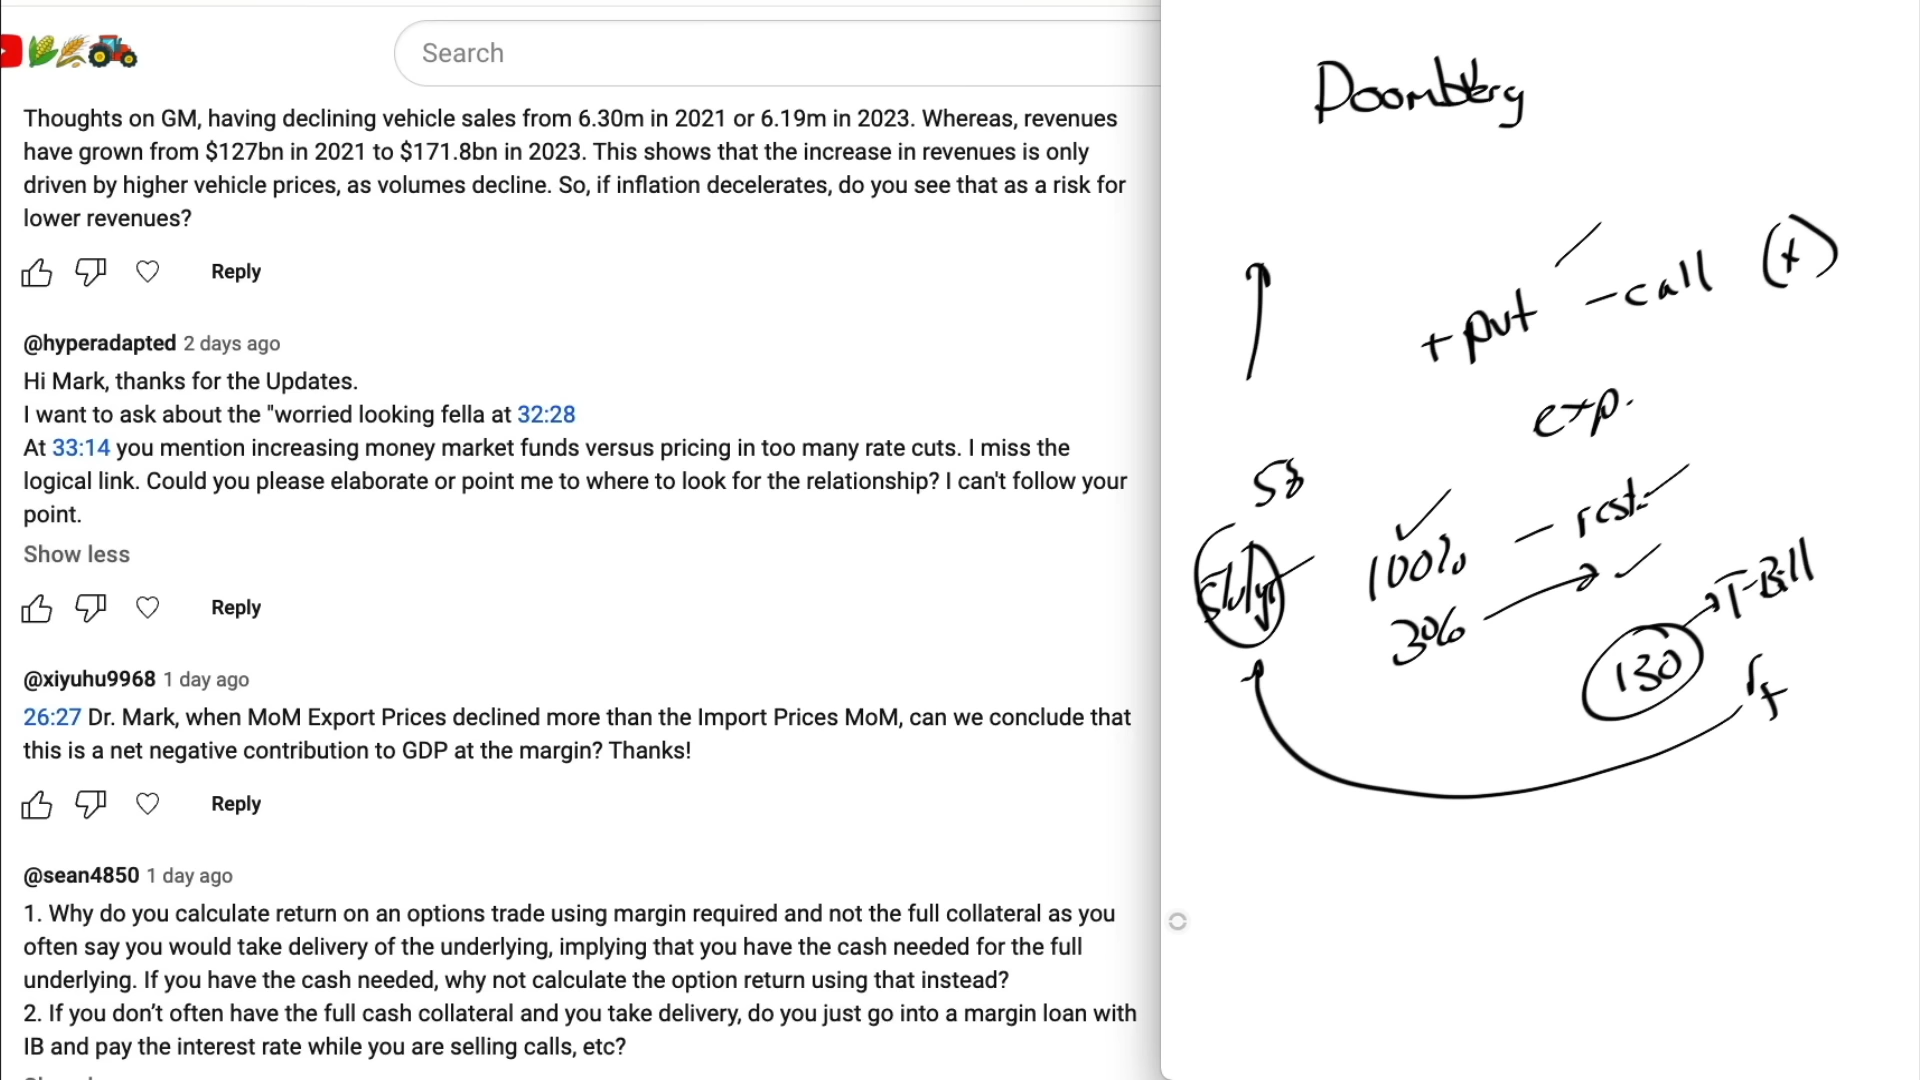 Search
Thoughts on GM, having declining vehicle sales from 6.30m in 2021 or 6.19m in 2023. Whereas, revenues
have grown from $127bn in 2021 to $171.8bn in 2023. This shows that the increase in revenues is only
driven by higher vehicle prices, as volumes decline. So, if inflation decelerates, do you see that as a risk for
lower revenues?
Reply
@hyperadapted 2 days ago
Hi Mark, thanks for the Updates.
I want to ask about the "worried looking fella at 32:28
At 33:14 you mention increasing money market funds versus pricing in too many rate cuts. I miss the
logical link. Could you please elaborate or point me to where to look for the relationship? I can't follow your
point.
Show less
Reply
@xiyuhu9968 1 day ago
26:27 Dr. Mark, when MoM Export Prices declined more than the Import Prices MoM, can we conclude that
this is a net negative contribution to GDP at the margin? Thanks!
Reply
@sean4850 1 day ago
1. Why do you calculate return on an options trade using margin required and not the full collateral as you
often say you would take delivery of the underlying, implying that you have the cash needed for the full
underlying. If you have the cash needed, why not calculate the option return using that instead?
2. If you don't often have the full cash collateral and you take delivery, do you just go into a margin loan with
IB and pay the interest rate while you are selling calls, etc?
Doomberg
+put -call (+)
exp.
100% - rest
30%
T-Bill
130